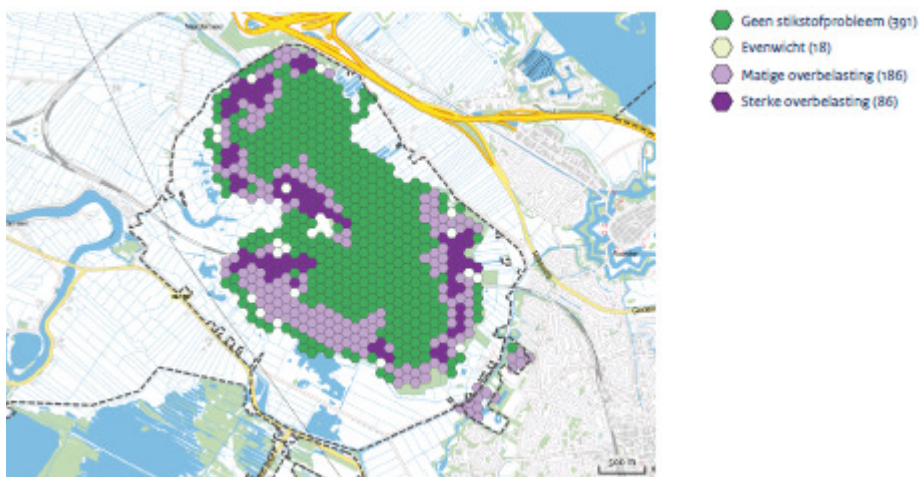 Geen stikstofprobleem (391)
Evenwicht (18)
Matige overbelasting (186)
Sterke overbelasting (86)
500 m